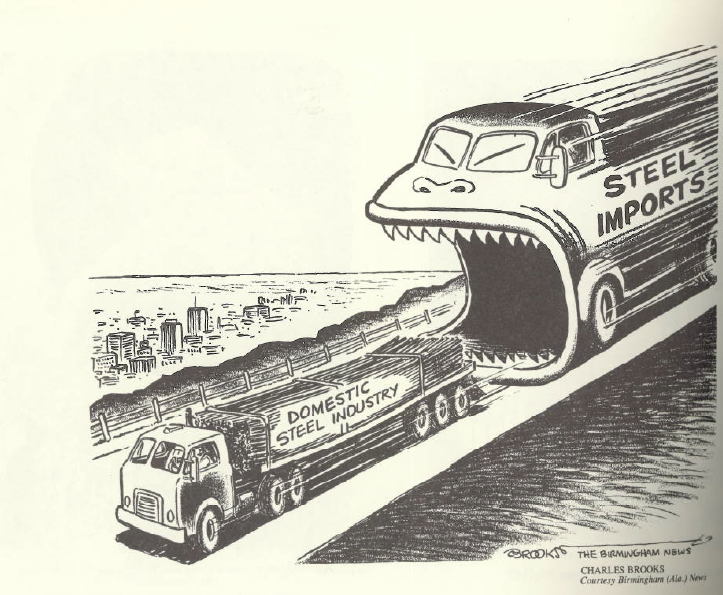 STEEL
IMPORTS
DOMESTIC
STEEL INDUSTRY
BROOKS THE BIRMINGHAM NEWS
CHARLES BROOKS
Courtesy Birmingham (Ala.) News